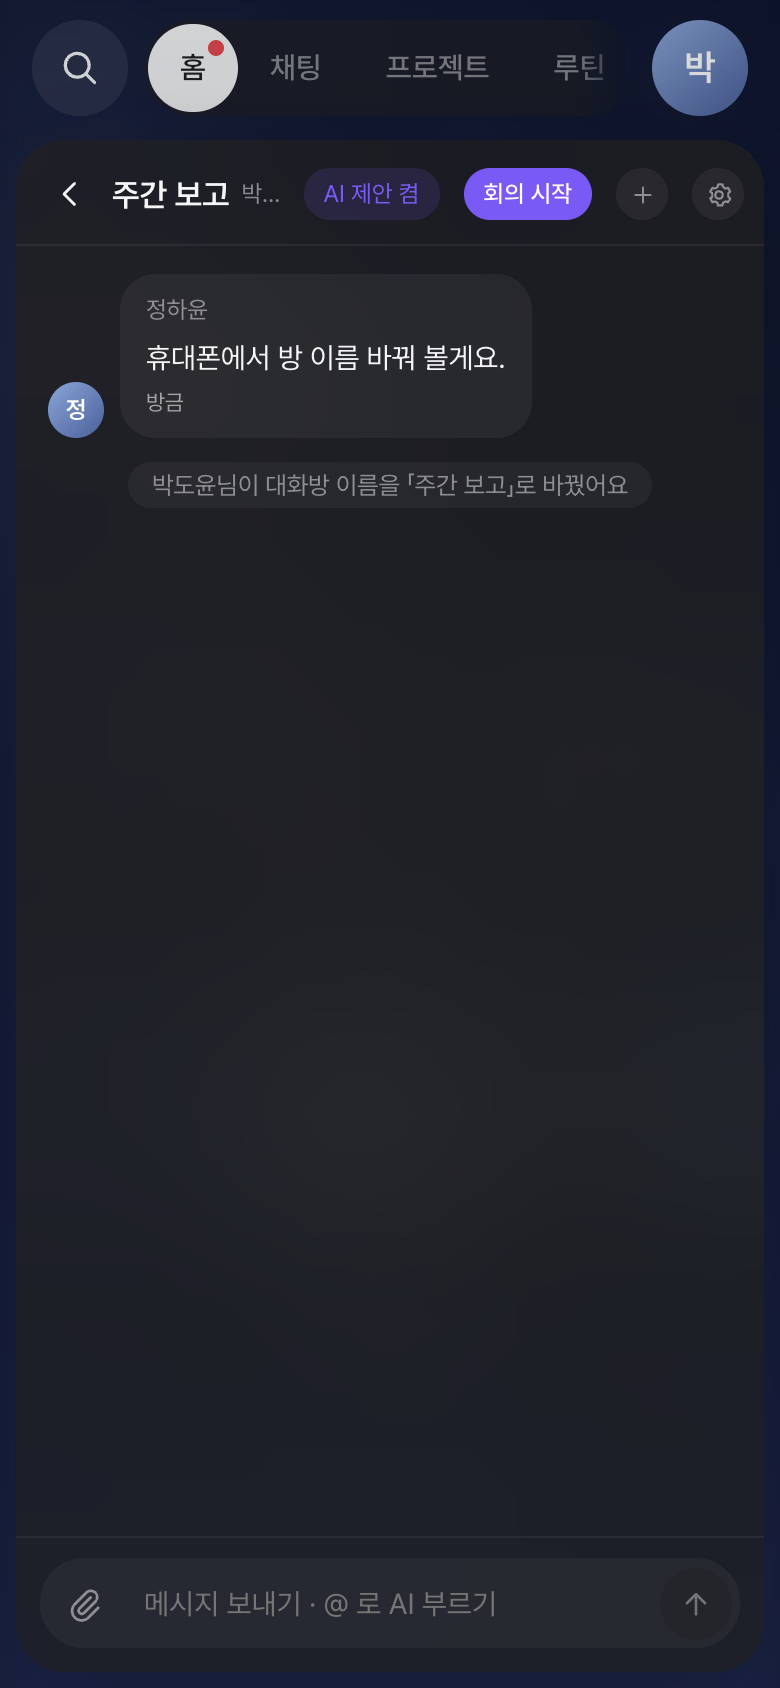 홈 채팅 프로젝트 루틴 박
주간 보고 박... AI 제안 켬 회의 시작
정하윤
휴대폰에서 방 이름 바꿔 볼게요.
방금
정
박도윤님이 대화방 이름을 「주간 보고」로 바꿨어요
메시지 보내기 · @ 로 AI 부르기